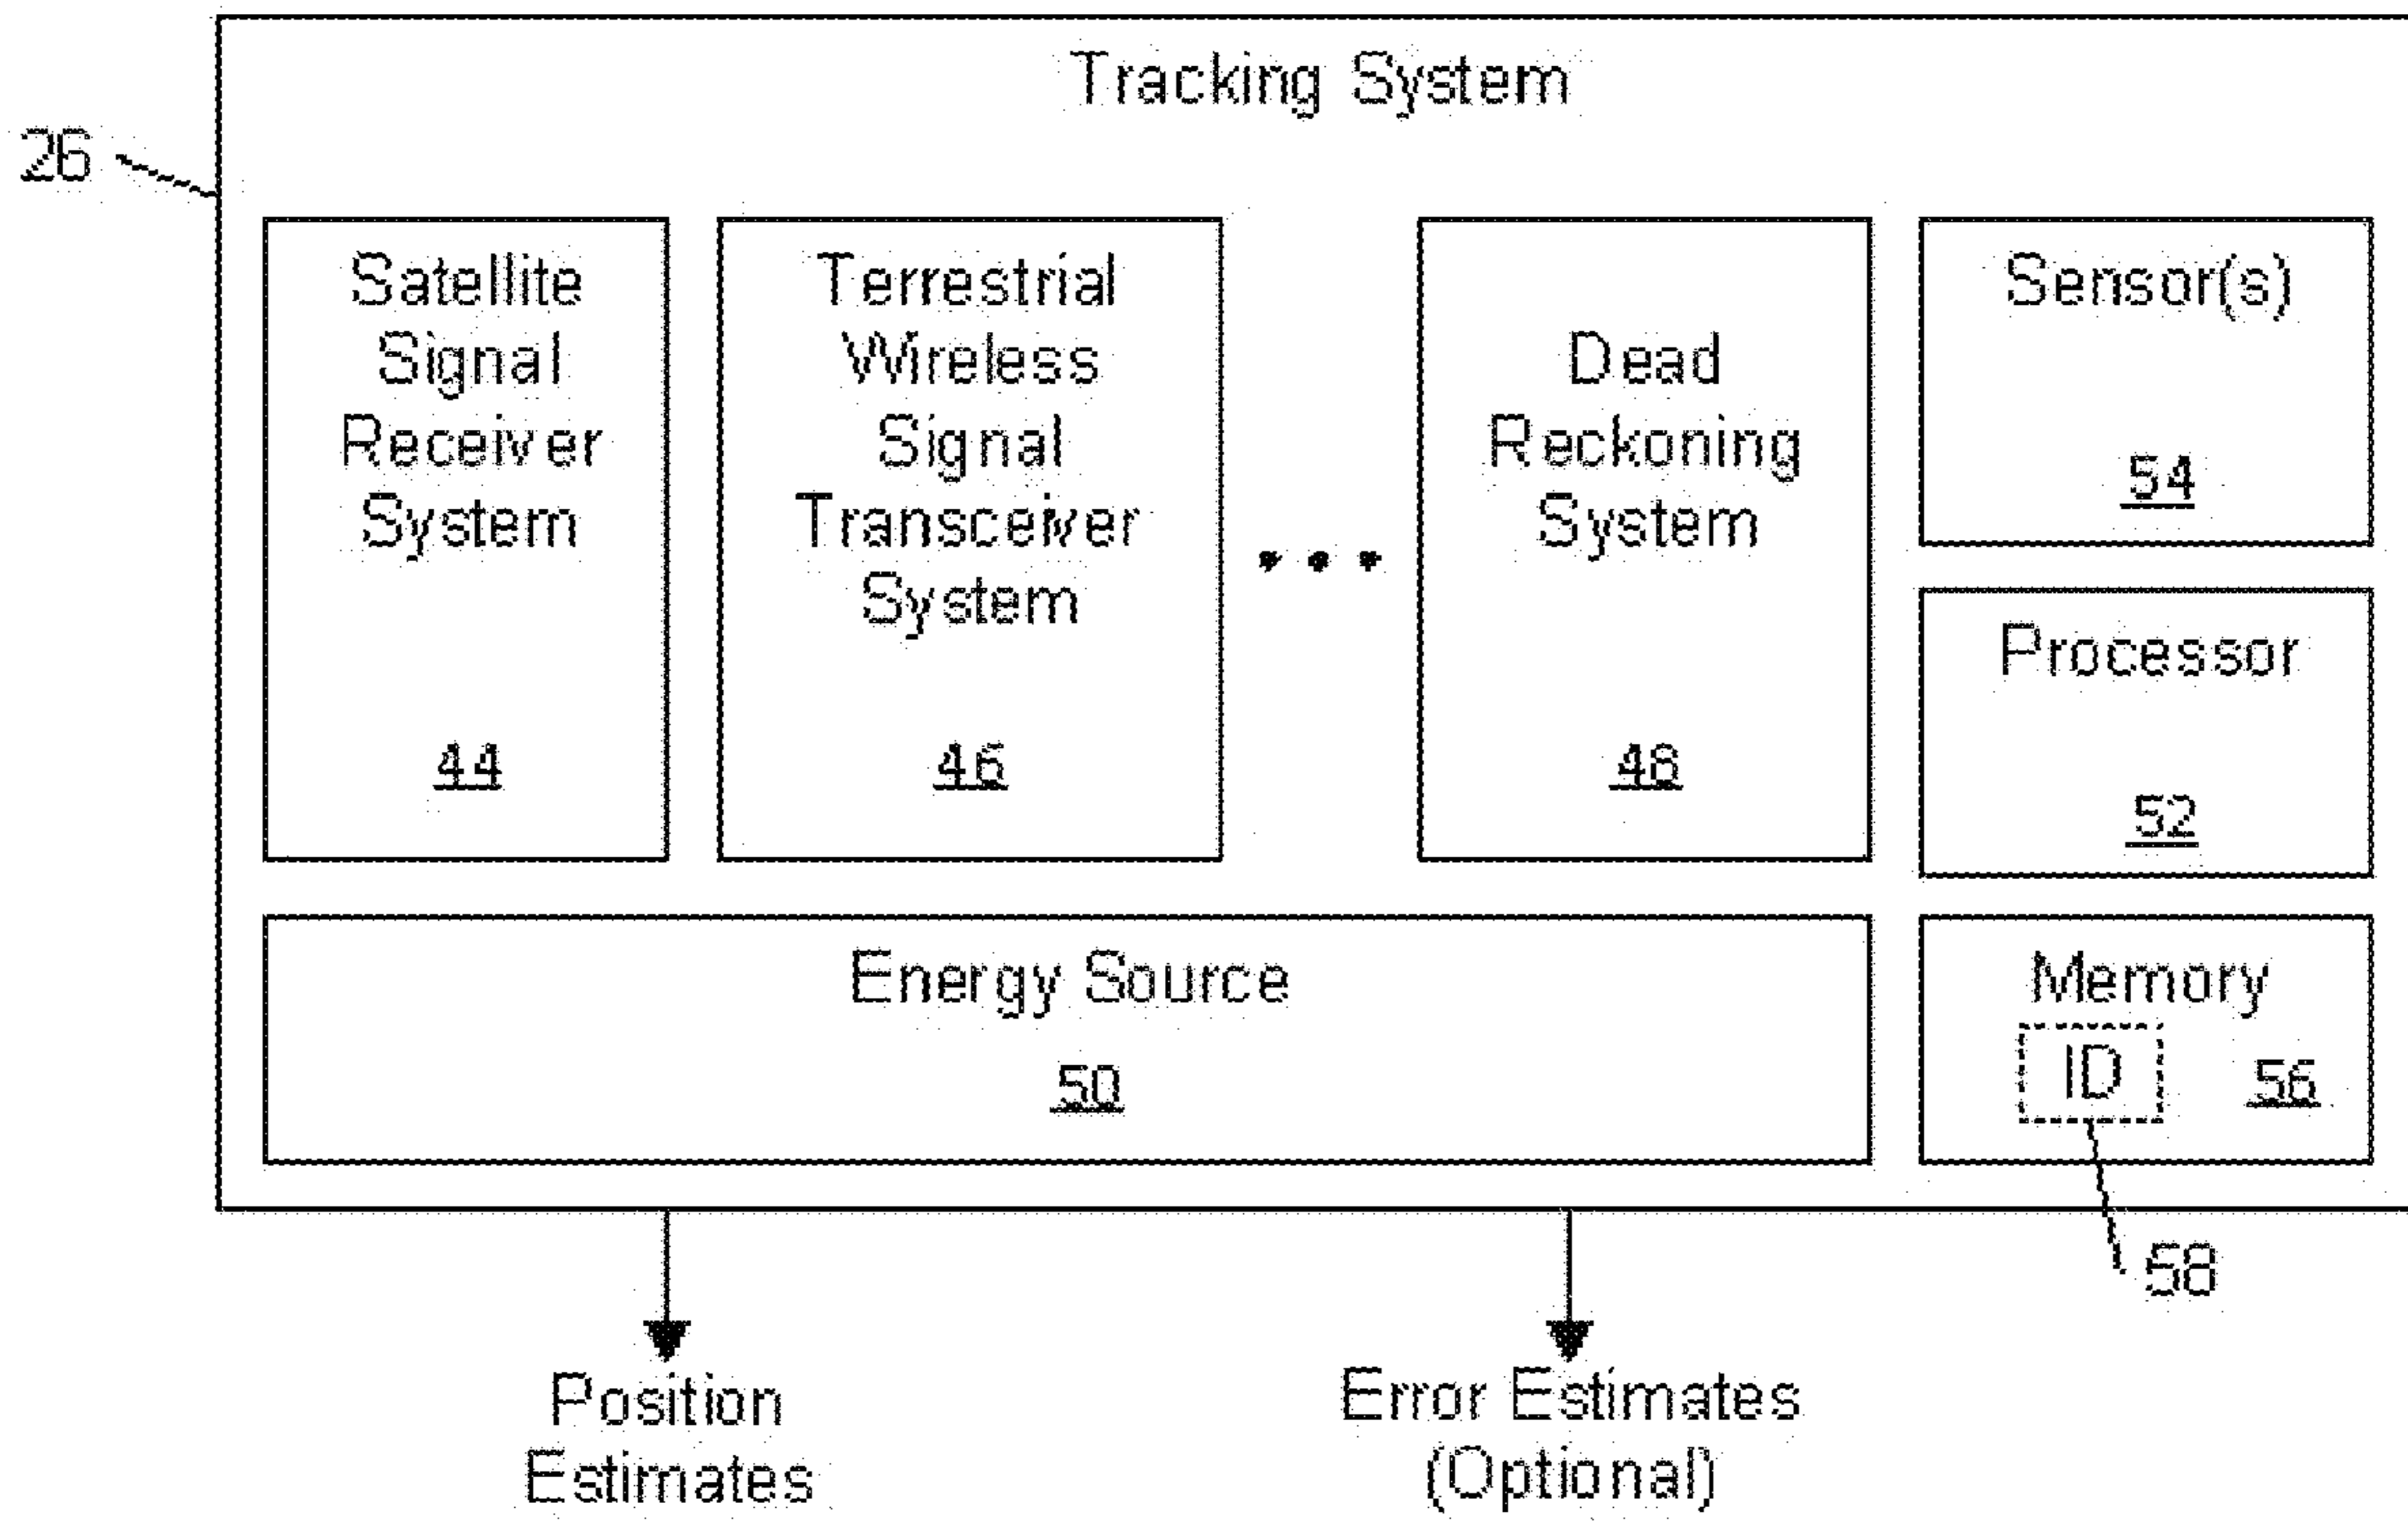 Tracking System
26
Satellite
Signal
Receiver
System
44
Terrestrial
Wireless
Signal
Transceiver
System
46
...
Dead
Reckoning
System
48
Sensor(s)
54
Processor
52
Energy Source
50
Memory
ID
56
58
Position
Estimates
Error Estimates
(Optional)